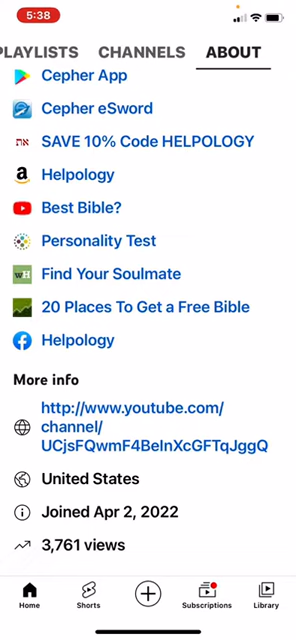 5:38
PLAYLISTS CHANNELS ABOUT
Cepher App
Cepher eSword
את SAVE 10% Code HELPOLOGY
a Helpology
Best Bible?
Personality Test
wH Find Your Soulmate
20 Places To Get a Free Bible
f Helpology
More info
http://www.youtube.com/
channel/
UCjsFQwmF4BeInXcGFTqJggQ
United States
Joined Apr 2, 2022
3,761 views
Home Shorts Subscriptions Library